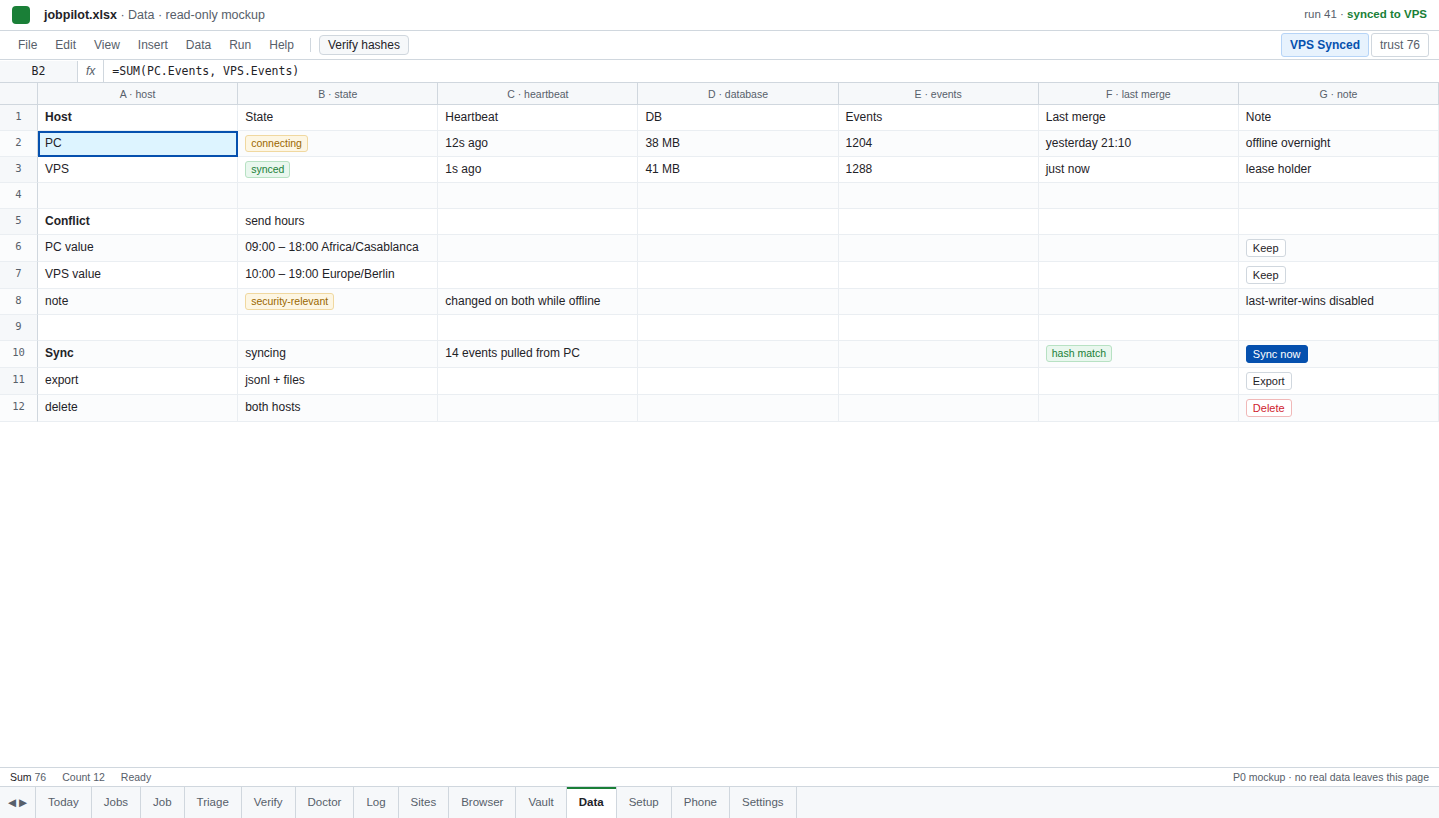 jobpilot.xlsx · Data · read-only mockup run 41 · synced to VPS
File Edit View Insert Data Run Help Verify hashes VPS Synced trust 76
B2 fx =SUM(PC.Events, VPS.Events)
A · host B · state C · heartbeat D · database E · events F · last merge G · note
1 Host State Heartbeat DB Events Last merge Note
2 PC connecting 12s ago 38 MB 1204 yesterday 21:10 offline overnight
3 VPS synced 1s ago 41 MB 1288 just now lease holder
4
5 Conflict send hours
6 PC value 09:00 – 18:00 Africa/Casablanca Keep
7 VPS value 10:00 – 19:00 Europe/Berlin Keep
8 note security-relevant changed on both while offline last-writer-wins disabled
9
10 Sync syncing 14 events pulled from PC hash match Sync now
11 export jsonl + files Export
12 delete both hosts Delete
Sum 76 Count 12 Ready P0 mockup · no real data leaves this page
◀ ▶ Today Jobs Job Triage Verify Doctor Log Sites Browser Vault Data Setup Phone Settings